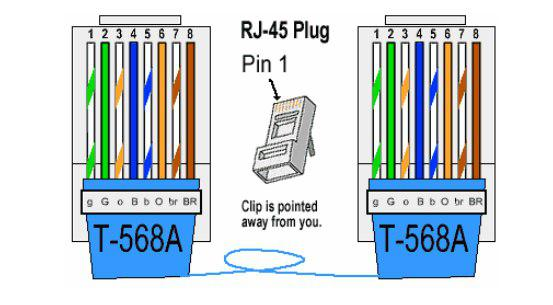 1 2 3 4 5 6 7 8
g G o B b O br BR
T-568A
RJ-45 Plug
Pin 1
Clip is pointed
away from you.
1 2 3 4 5 6 7 8
g G o B b O br BR
T-568A